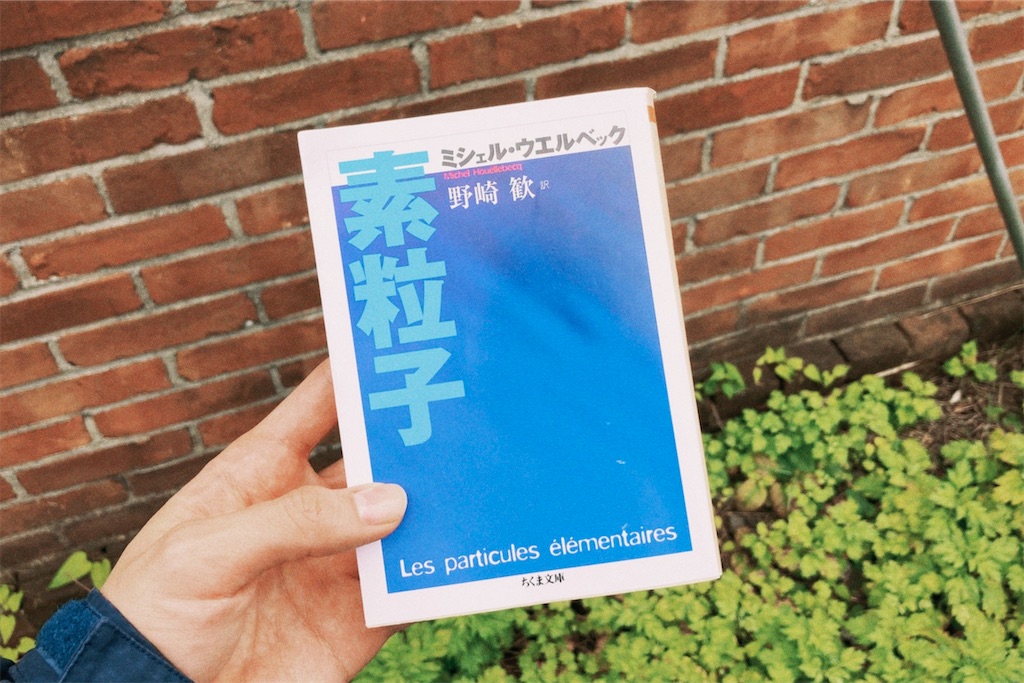 素粒子
ミシェル・ウエルベック
Michel Houellebecq
野崎 歓 訳
Les particules élémentaires
ちくま文庫